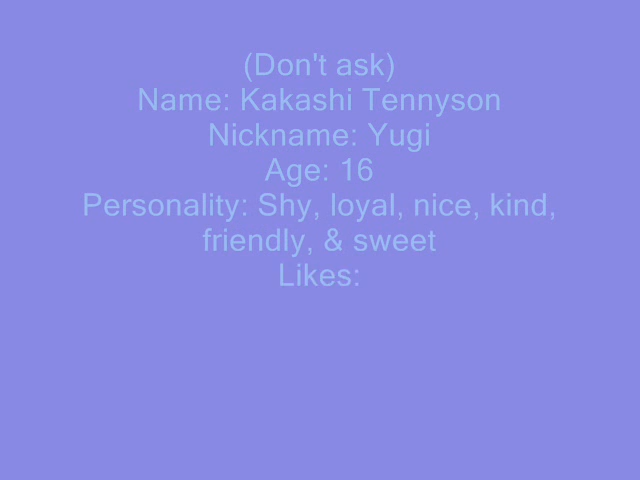 (Don't ask)
Name: Kakashi Tennyson
Nickname: Yugi
Age: 16
Personality: Shy, loyal, nice, kind,
friendly, & sweet
Likes: